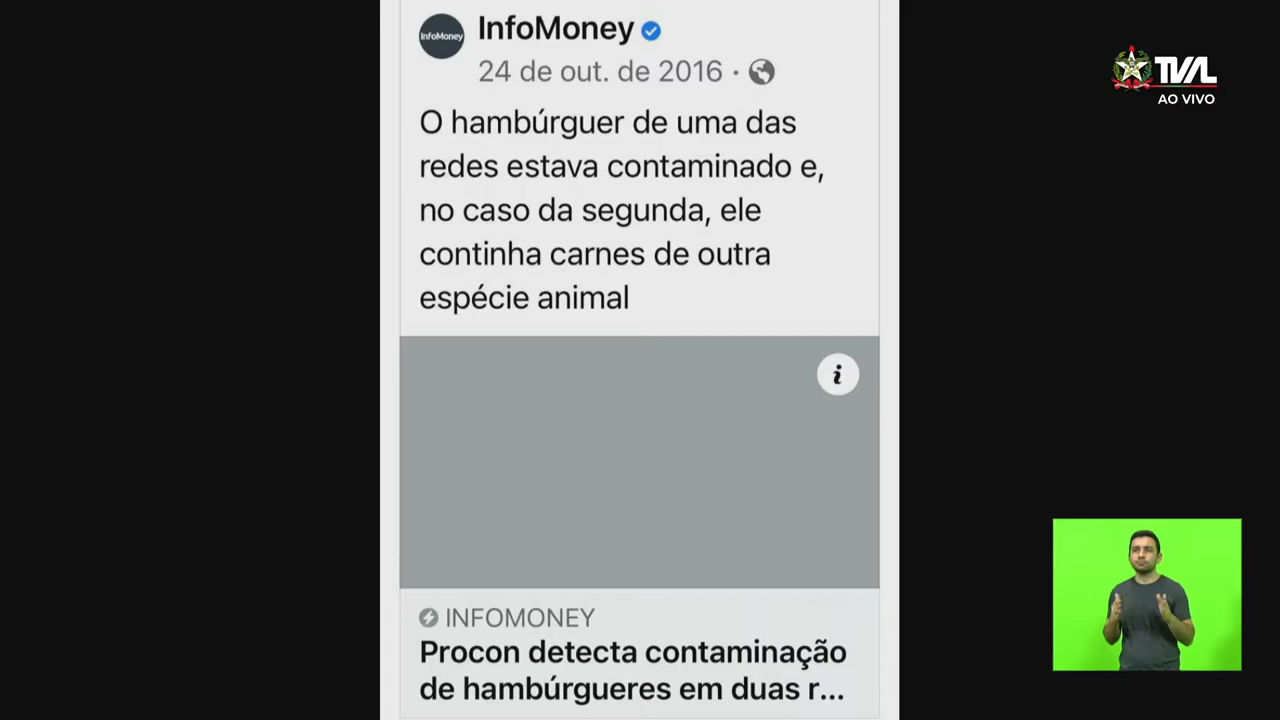 InfoMoney
InfoMoney
24 de out. de 2016 ·
TVAL
AO VIVO
O hambúrguer de uma das
redes estava contaminado e,
no caso da segunda, ele
continha carnes de outra
espécie animal
i
INFOMONEY
Procon detecta contaminação
de hambúrgueres em duas r...